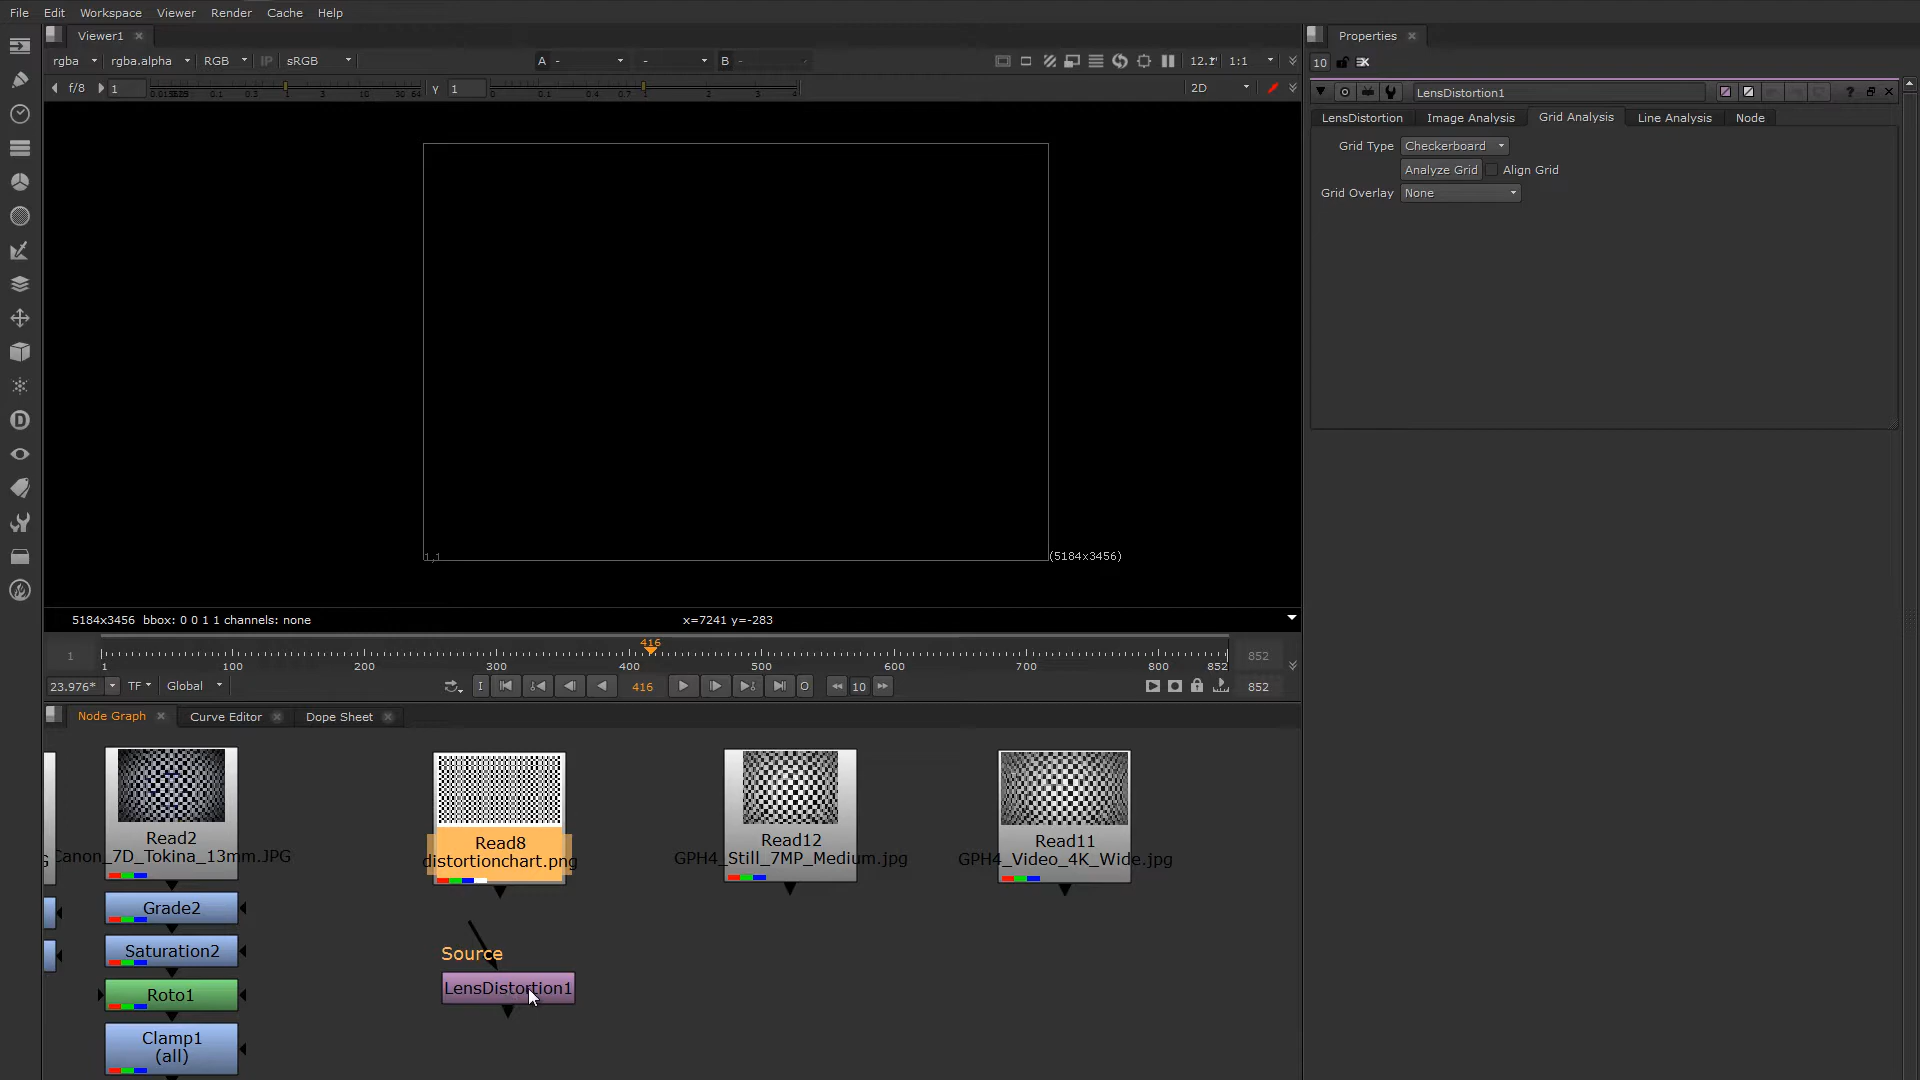 File Edit Workspace Viewer Render Cache Help
Viewer1
Properties
rgba rgba.alpha RGB IP sRGB A - - B - 1:1
10
f/8 1 γ 1 2D
LensDistortion1
LensDistortion Image Analysis Grid Analysis Line Analysis Node
Grid Type Checkerboard
Analyze Grid Align Grid
Grid Overlay None
1,1
(5184x3456)
5184x3456 bbox: 0 0 1 1 channels: none
x=7241 y=-283
416
1
1 100 200 300 400 500 600 700 800 852
852
23.976* TF Global I 416 O 10 852
Node Graph Curve Editor Dope Sheet
Read2
Canon_7D_Tokina_13mm.JPG
Read8
distortionchart.png
Read12
GPH4_Still_7MP_Medium.jpg
Read11
GPH4_Video_4K_Wide.jpg
Grade2
Saturation2
Roto1
Clamp1
(all)
Source
LensDistortion1